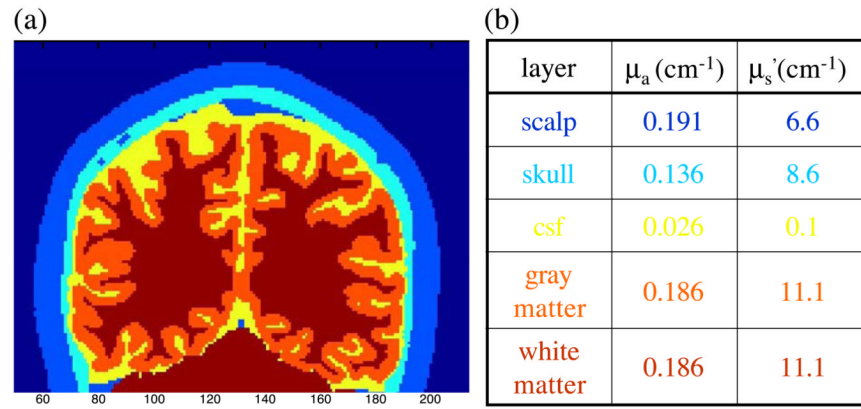 (a)
60 80 100 120 140 160 180 200
(b)
layer μa (cm-1) μs’(cm-1)
scalp 0.191 6.6
skull 0.136 8.6
csf 0.026 0.1
gray
matter 0.186 11.1
white
matter 0.186 11.1